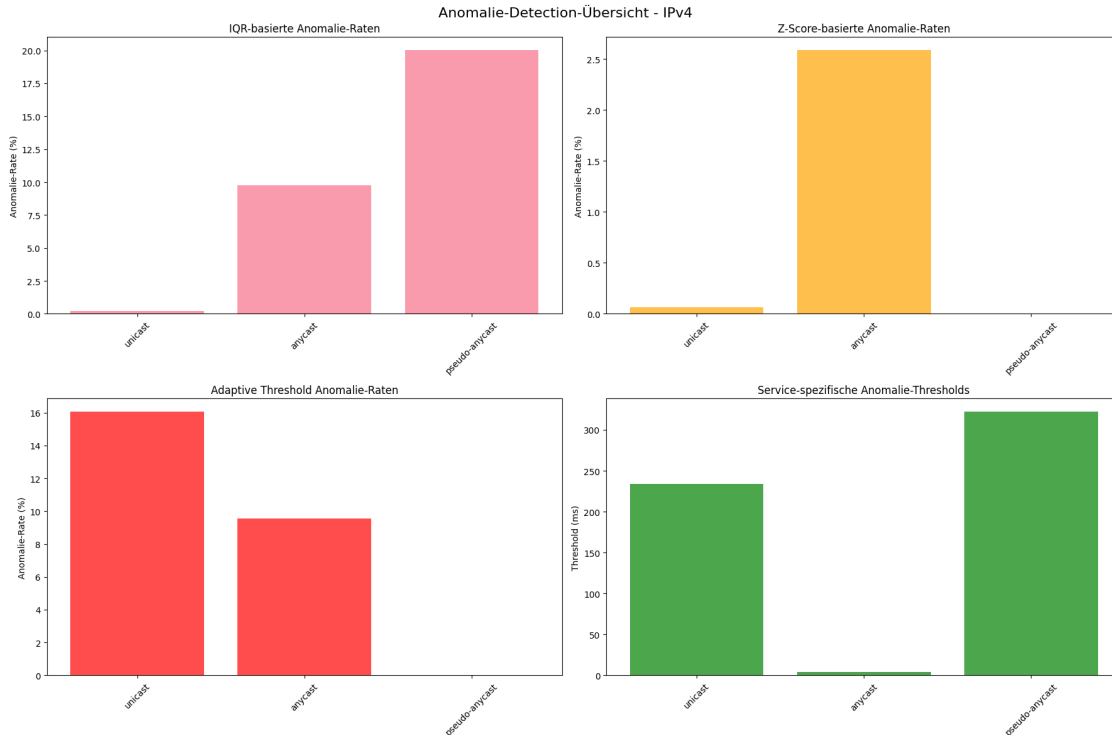 Anomalie-Detection-Übersicht - IPv4
IQR-basierte Anomalie-Raten
Anomalie-Rate (%)
20.0
17.5
15.0
12.5
10.0
7.5
5.0
2.5
0.0
unicast
anycast
pseudo-anycast
Z-Score-basierte Anomalie-Raten
Anomalie-Rate (%)
2.5
2.0
1.5
1.0
0.5
0.0
unicast
anycast
pseudo-anycast
Adaptive Threshold Anomalie-Raten
Anomalie-Rate (%)
16
14
12
10
8
6
4
2
0
unicast
anycast
pseudo-anycast
Service-spezifische Anomalie-Thresholds
Threshold (ms)
300
250
200
150
100
50
0
unicast
anycast
pseudo-anycast